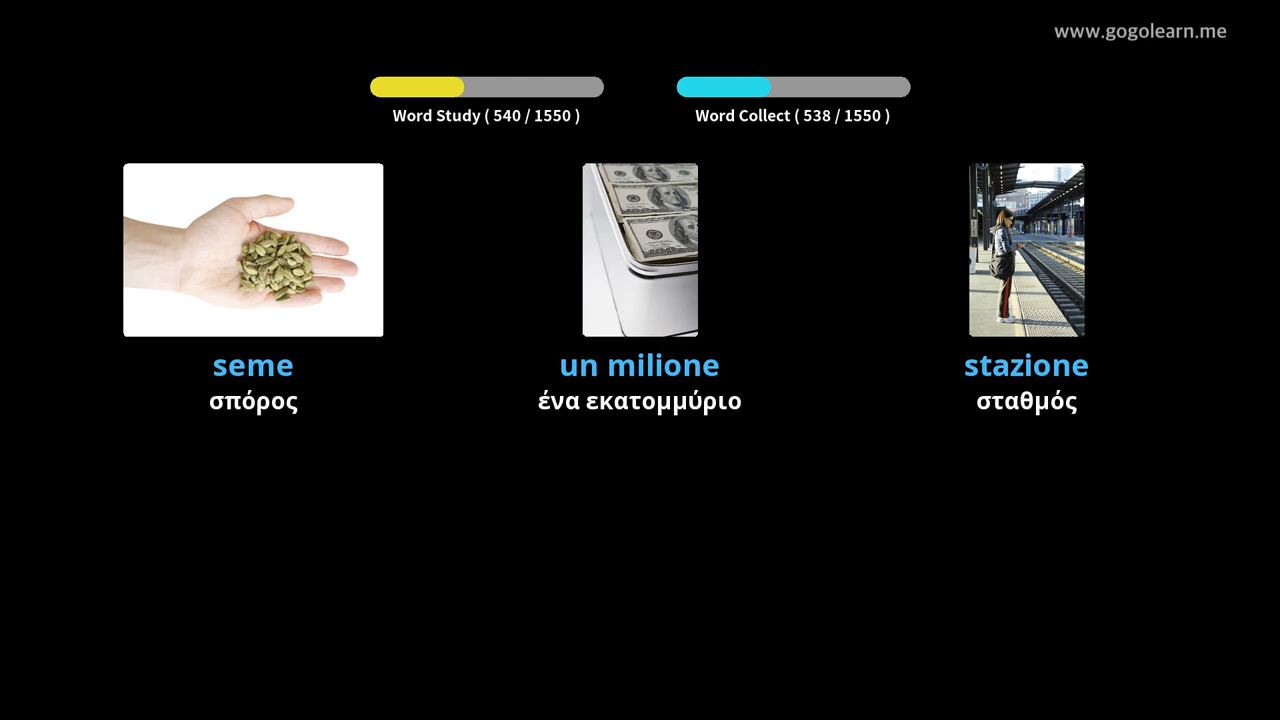 www.gogolearn.me
Word Study ( 540 / 1550 )
Word Collect ( 538 / 1550 )
seme
un milione
stazione
σπόρος
ένα εκατομμύριο
σταθμός